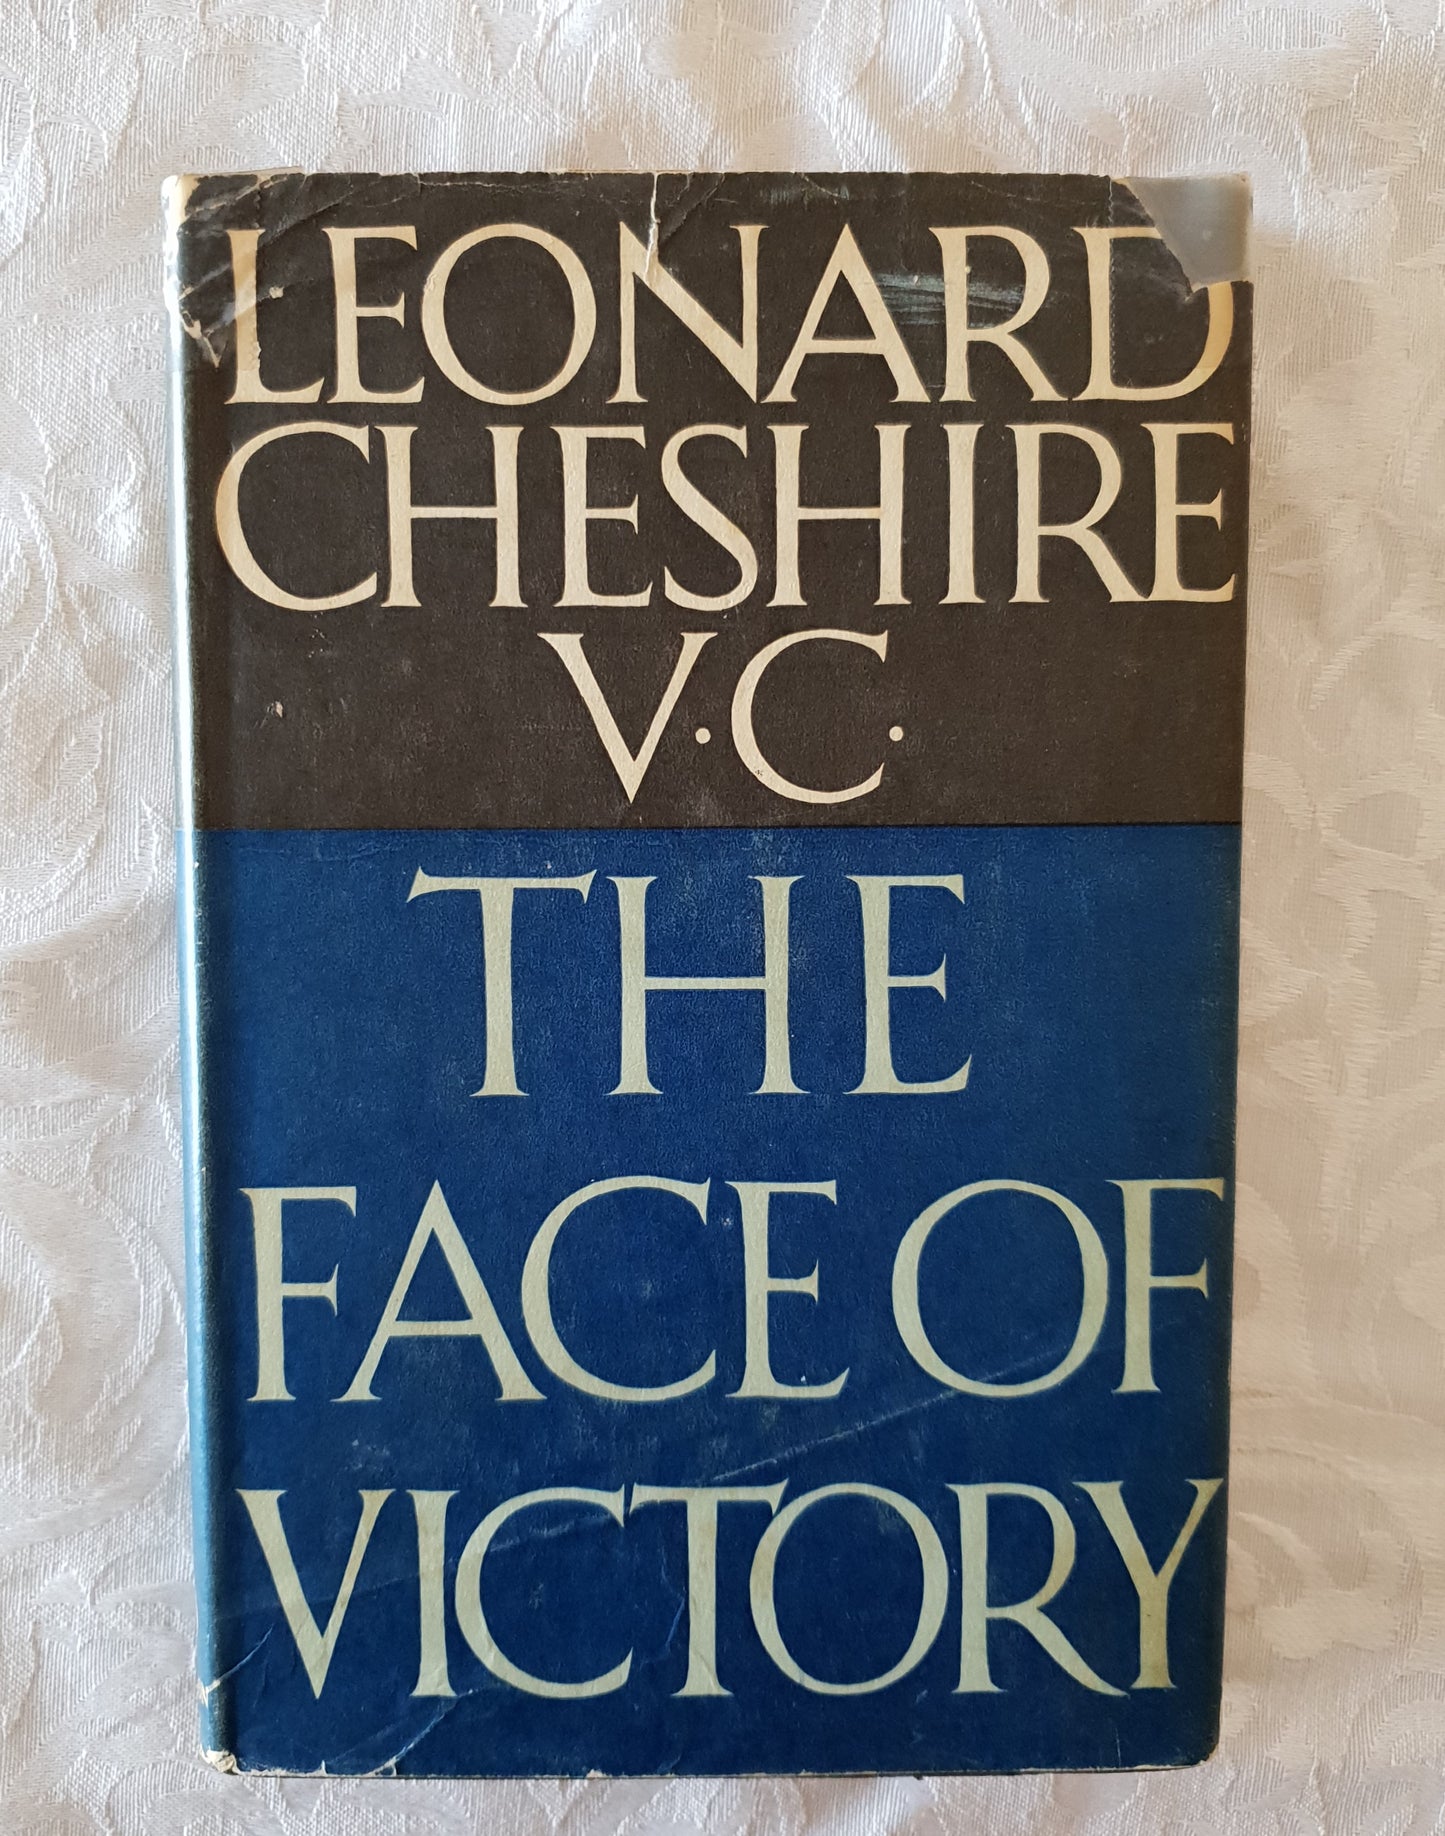 LEONARD
CHESHIRE
V·C·
THE
FACE OF
VICTORY